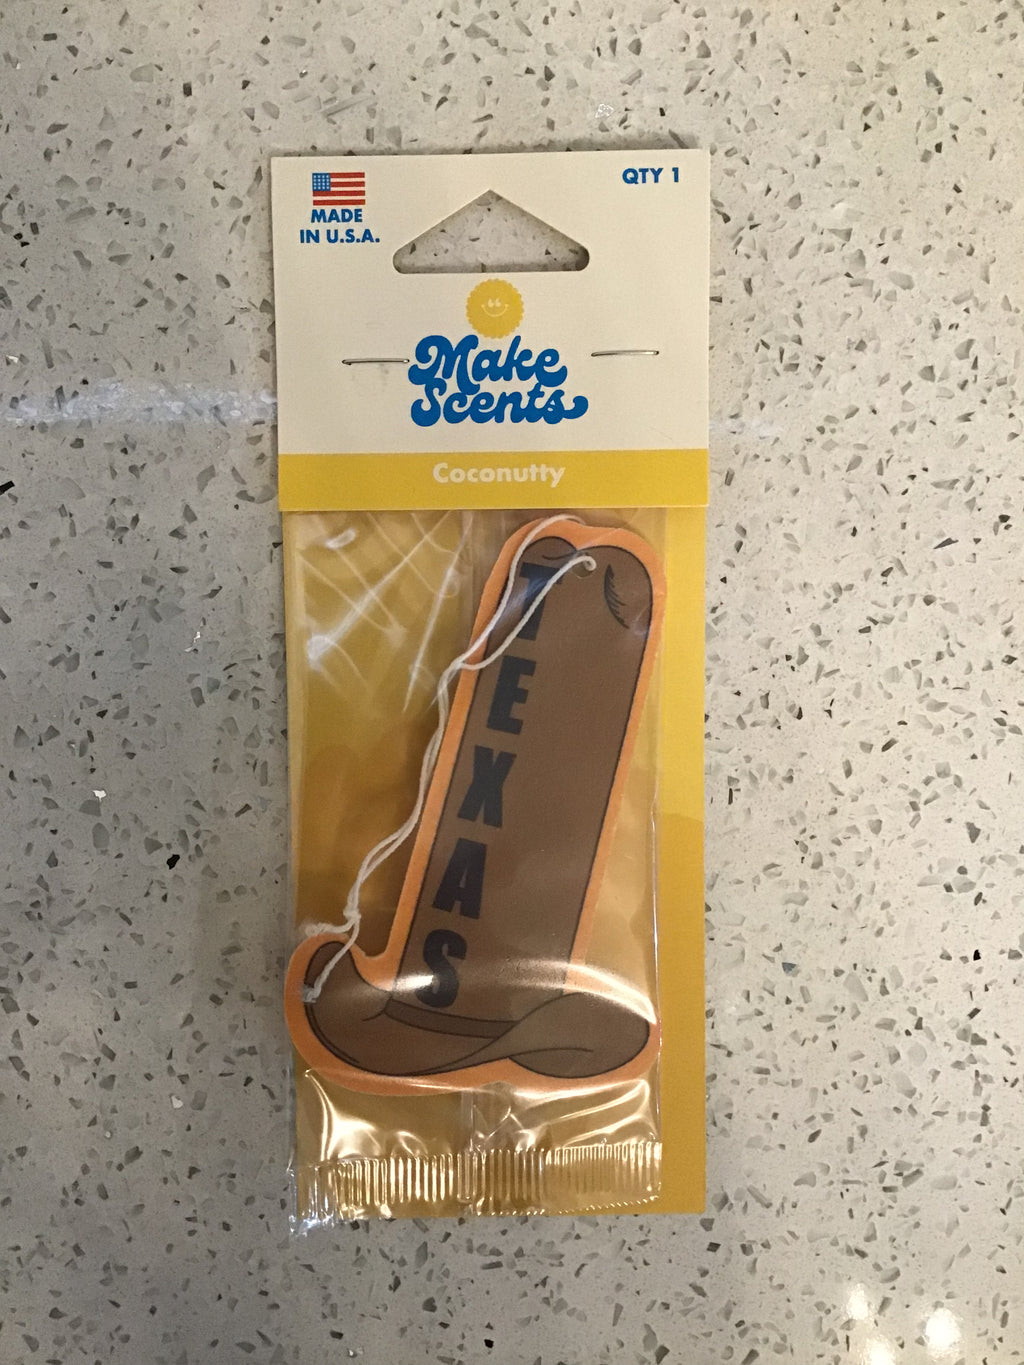 MADE
IN U.S.A.
QTY 1
Make
Scents
Coconutty
TEXAS